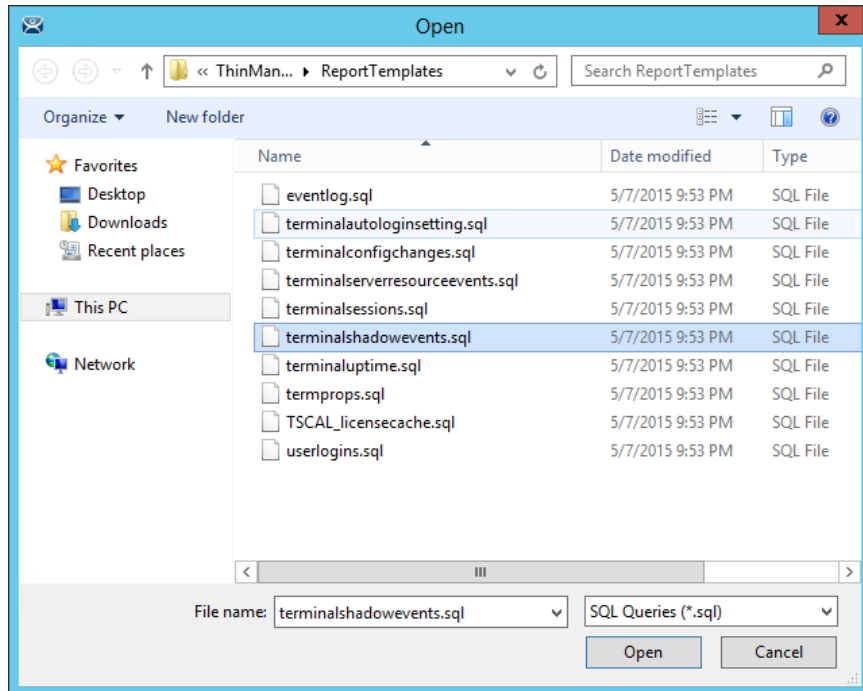 Open
« ThinMan... ReportTemplates
Search ReportTemplates
Organize
New folder
Name
Date modified
Type
Favorites
Desktop
Downloads
Recent places
This PC
Network
eventlog.sql 5/7/2015 9:53 PM SQL File
terminalautologinsetting.sql 5/7/2015 9:53 PM SQL File
terminalconfigchanges.sql 5/7/2015 9:53 PM SQL File
terminalserverresourceevents.sql 5/7/2015 9:53 PM SQL File
terminalsessions.sql 5/7/2015 9:53 PM SQL File
terminalshadowevents.sql 5/7/2015 9:53 PM SQL File
terminaluptime.sql 5/7/2015 9:53 PM SQL File
termprops.sql 5/7/2015 9:53 PM SQL File
TSCAL_licensecache.sql 5/7/2015 9:53 PM SQL File
userlogins.sql 5/7/2015 9:53 PM SQL File
File name: terminalshadowevents.sql
SQL Queries (*.sql)
Open
Cancel